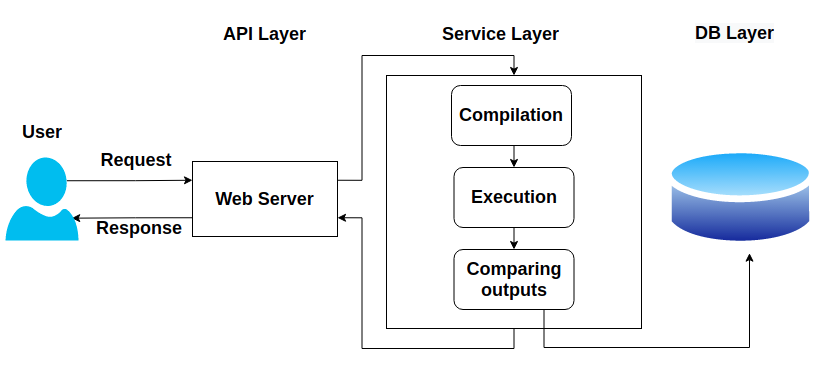 API Layer
Service Layer
DB Layer
User
Request
Response
Web Server
Compilation
Execution
Comparing
outputs